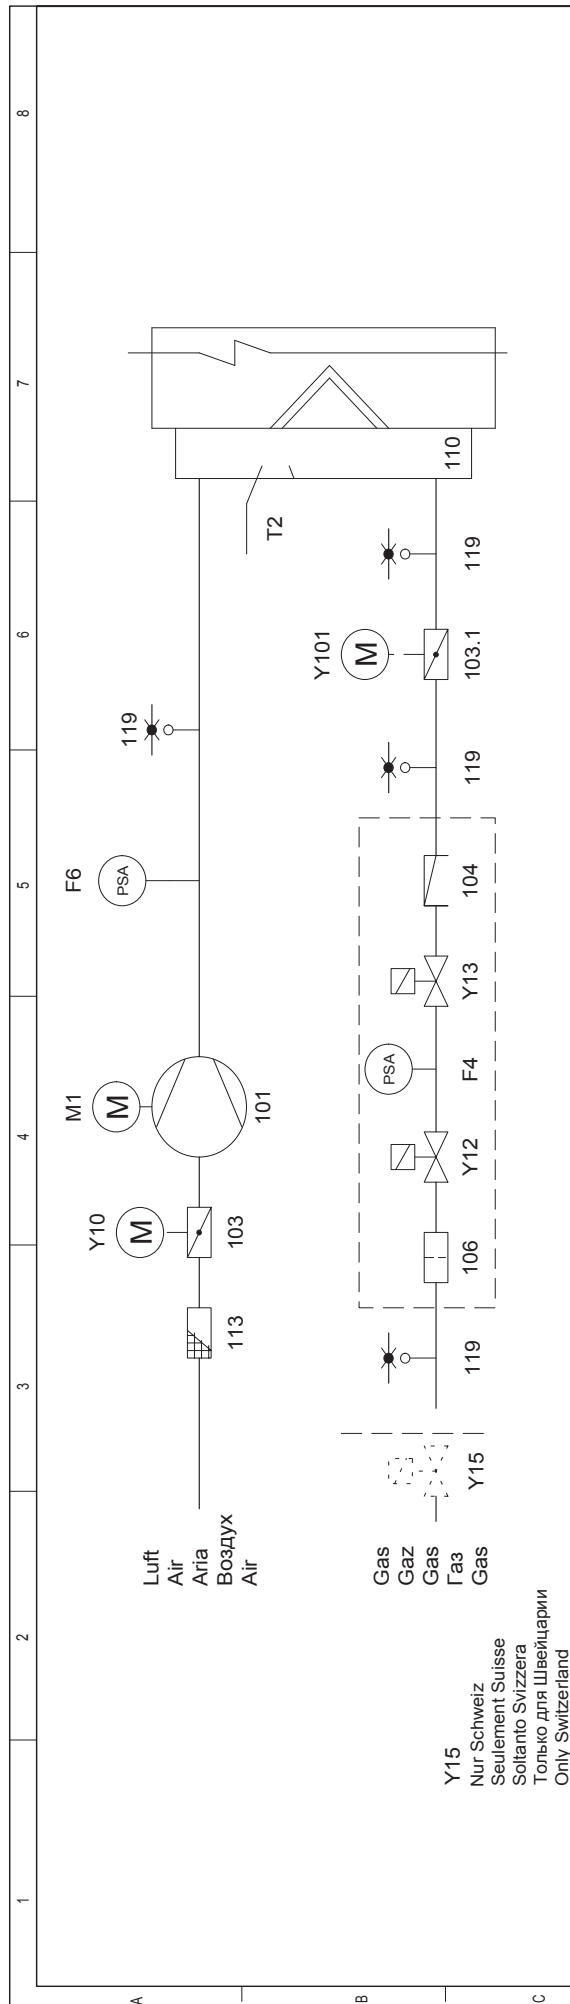 1
2
3
4
5
6
7
8
A
B
C
Luft
Air
Aria
Воздух
Air
113
Y10
M
103
M1
M
101
F6
PSA
119
T2
110
Gas
Gaz
Gas
Газ
Gas
Y15
119
106
Y12
PSA
F4
Y13
104
119
Y101
M
103.1
119
Y15
Nur Schweiz
Seulement Suisse
Soltanto Svizzera
Только для Швейцарии
Only Switzerland